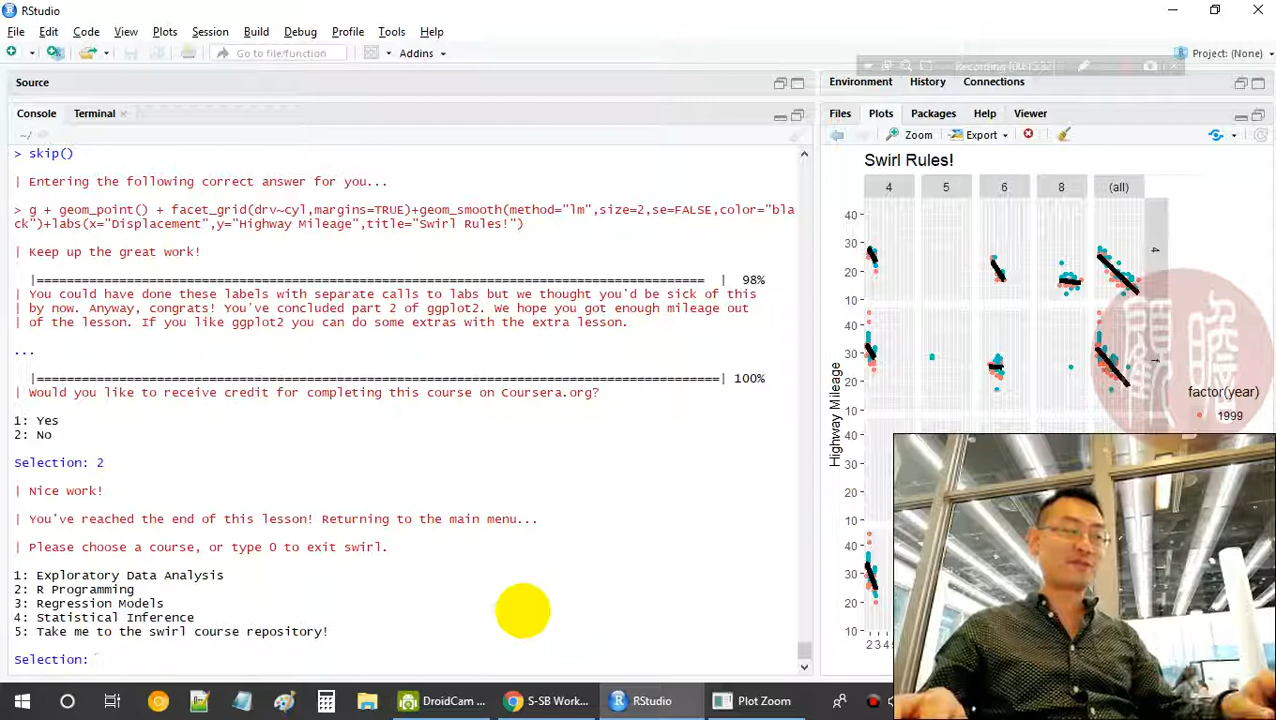 RStudio
File Edit Code View Plots Session Build Debug Profile Tools Help
Go to file/function Addins Project: (None)
Source
Console Terminal
~/
> skip()
| Entering the following correct answer for you...
> g + geom_point() + facet_grid(drv~cyl,margins=TRUE)+geom_smooth(method="lm",size=2,se=FALSE,color="bla
ck")+labs(x="Displacement",y="Highway Mileage",title="Swirl Rules!")
| Keep up the great work!
|=========================================================================================  |  98%
| You could have done these labels with separate calls to labs but we thought you'd be sick of this
| by now. Anyway, congrats! You've concluded part 2 of ggplot2. We hope you got enough mileage out
| of the lesson. If you like ggplot2 you can do some extras with the extra lesson.
...
|===========================================================================================| 100%
| Would you like to receive credit for completing this course on Coursera.org?
1: Yes
2: No
Selection: 2
| Nice work!
| You've reached the end of this lesson! Returning to the main menu...
| Please choose a course, or type 0 to exit swirl.
1: Exploratory Data Analysis
2: R Programming
3: Regression Models
4: Statistical Inference
5: Take me to the swirl course repository!
Selection:
Environment History Connections
Files Plots Packages Help Viewer
Zoom Export
Swirl Rules!
4 5 6 8 (all)
40
30
20
10
4
40
30
20
10
f
40
30
20
10
40
30
20
10
Highway Mileage
factor(year)
1999
2 3 4
DroidCam ... S-SB Work... RStudio Plot Zoom